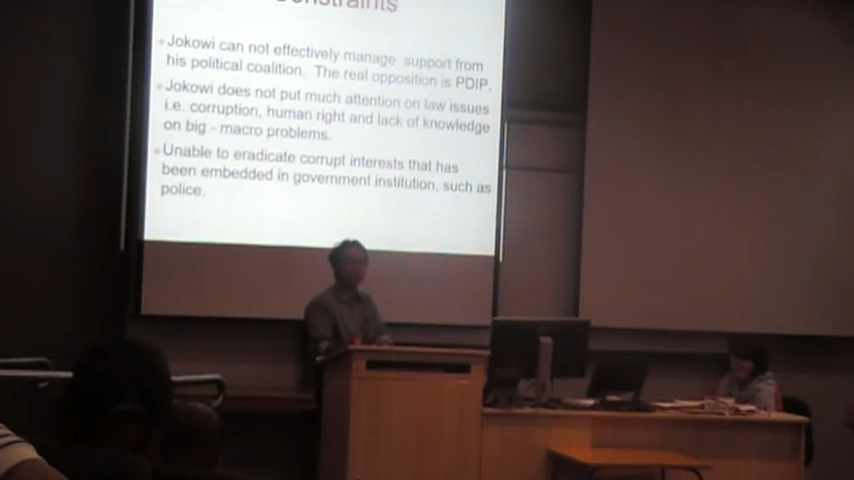 Constraints
Jokowi can not effectively manage support from
his political coalition. The real opposition is PDIP.
Jokowi does not put much attention on law issues
i.e. corruption, human right and lack of knowledge
on big - macro problems.
Unable to eradicate corrupt interests that has
been embedded in government institution, such as
police.